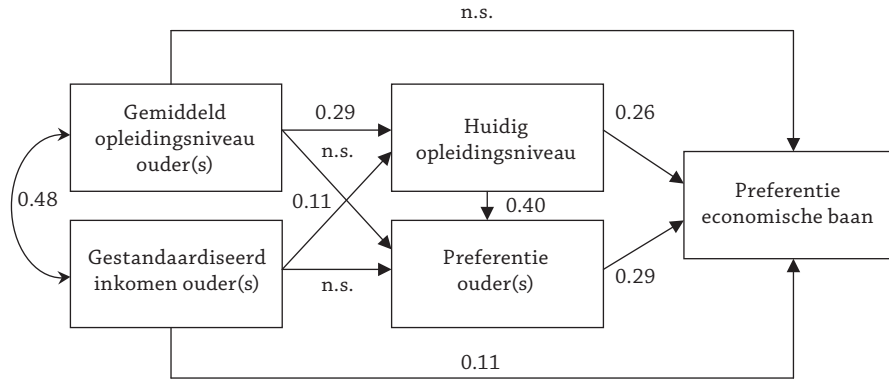 n.s.
Gemiddeld
opleidingsniveau
ouder(s)
0.29
n.s.
Huidig
opleidingsniveau
0.26
0.48
0.11
0.40
Preferentie
economische baan
Gestandaardiseerd
inkomen ouder(s)
n.s.
Preferentie
ouder(s)
0.29
0.11